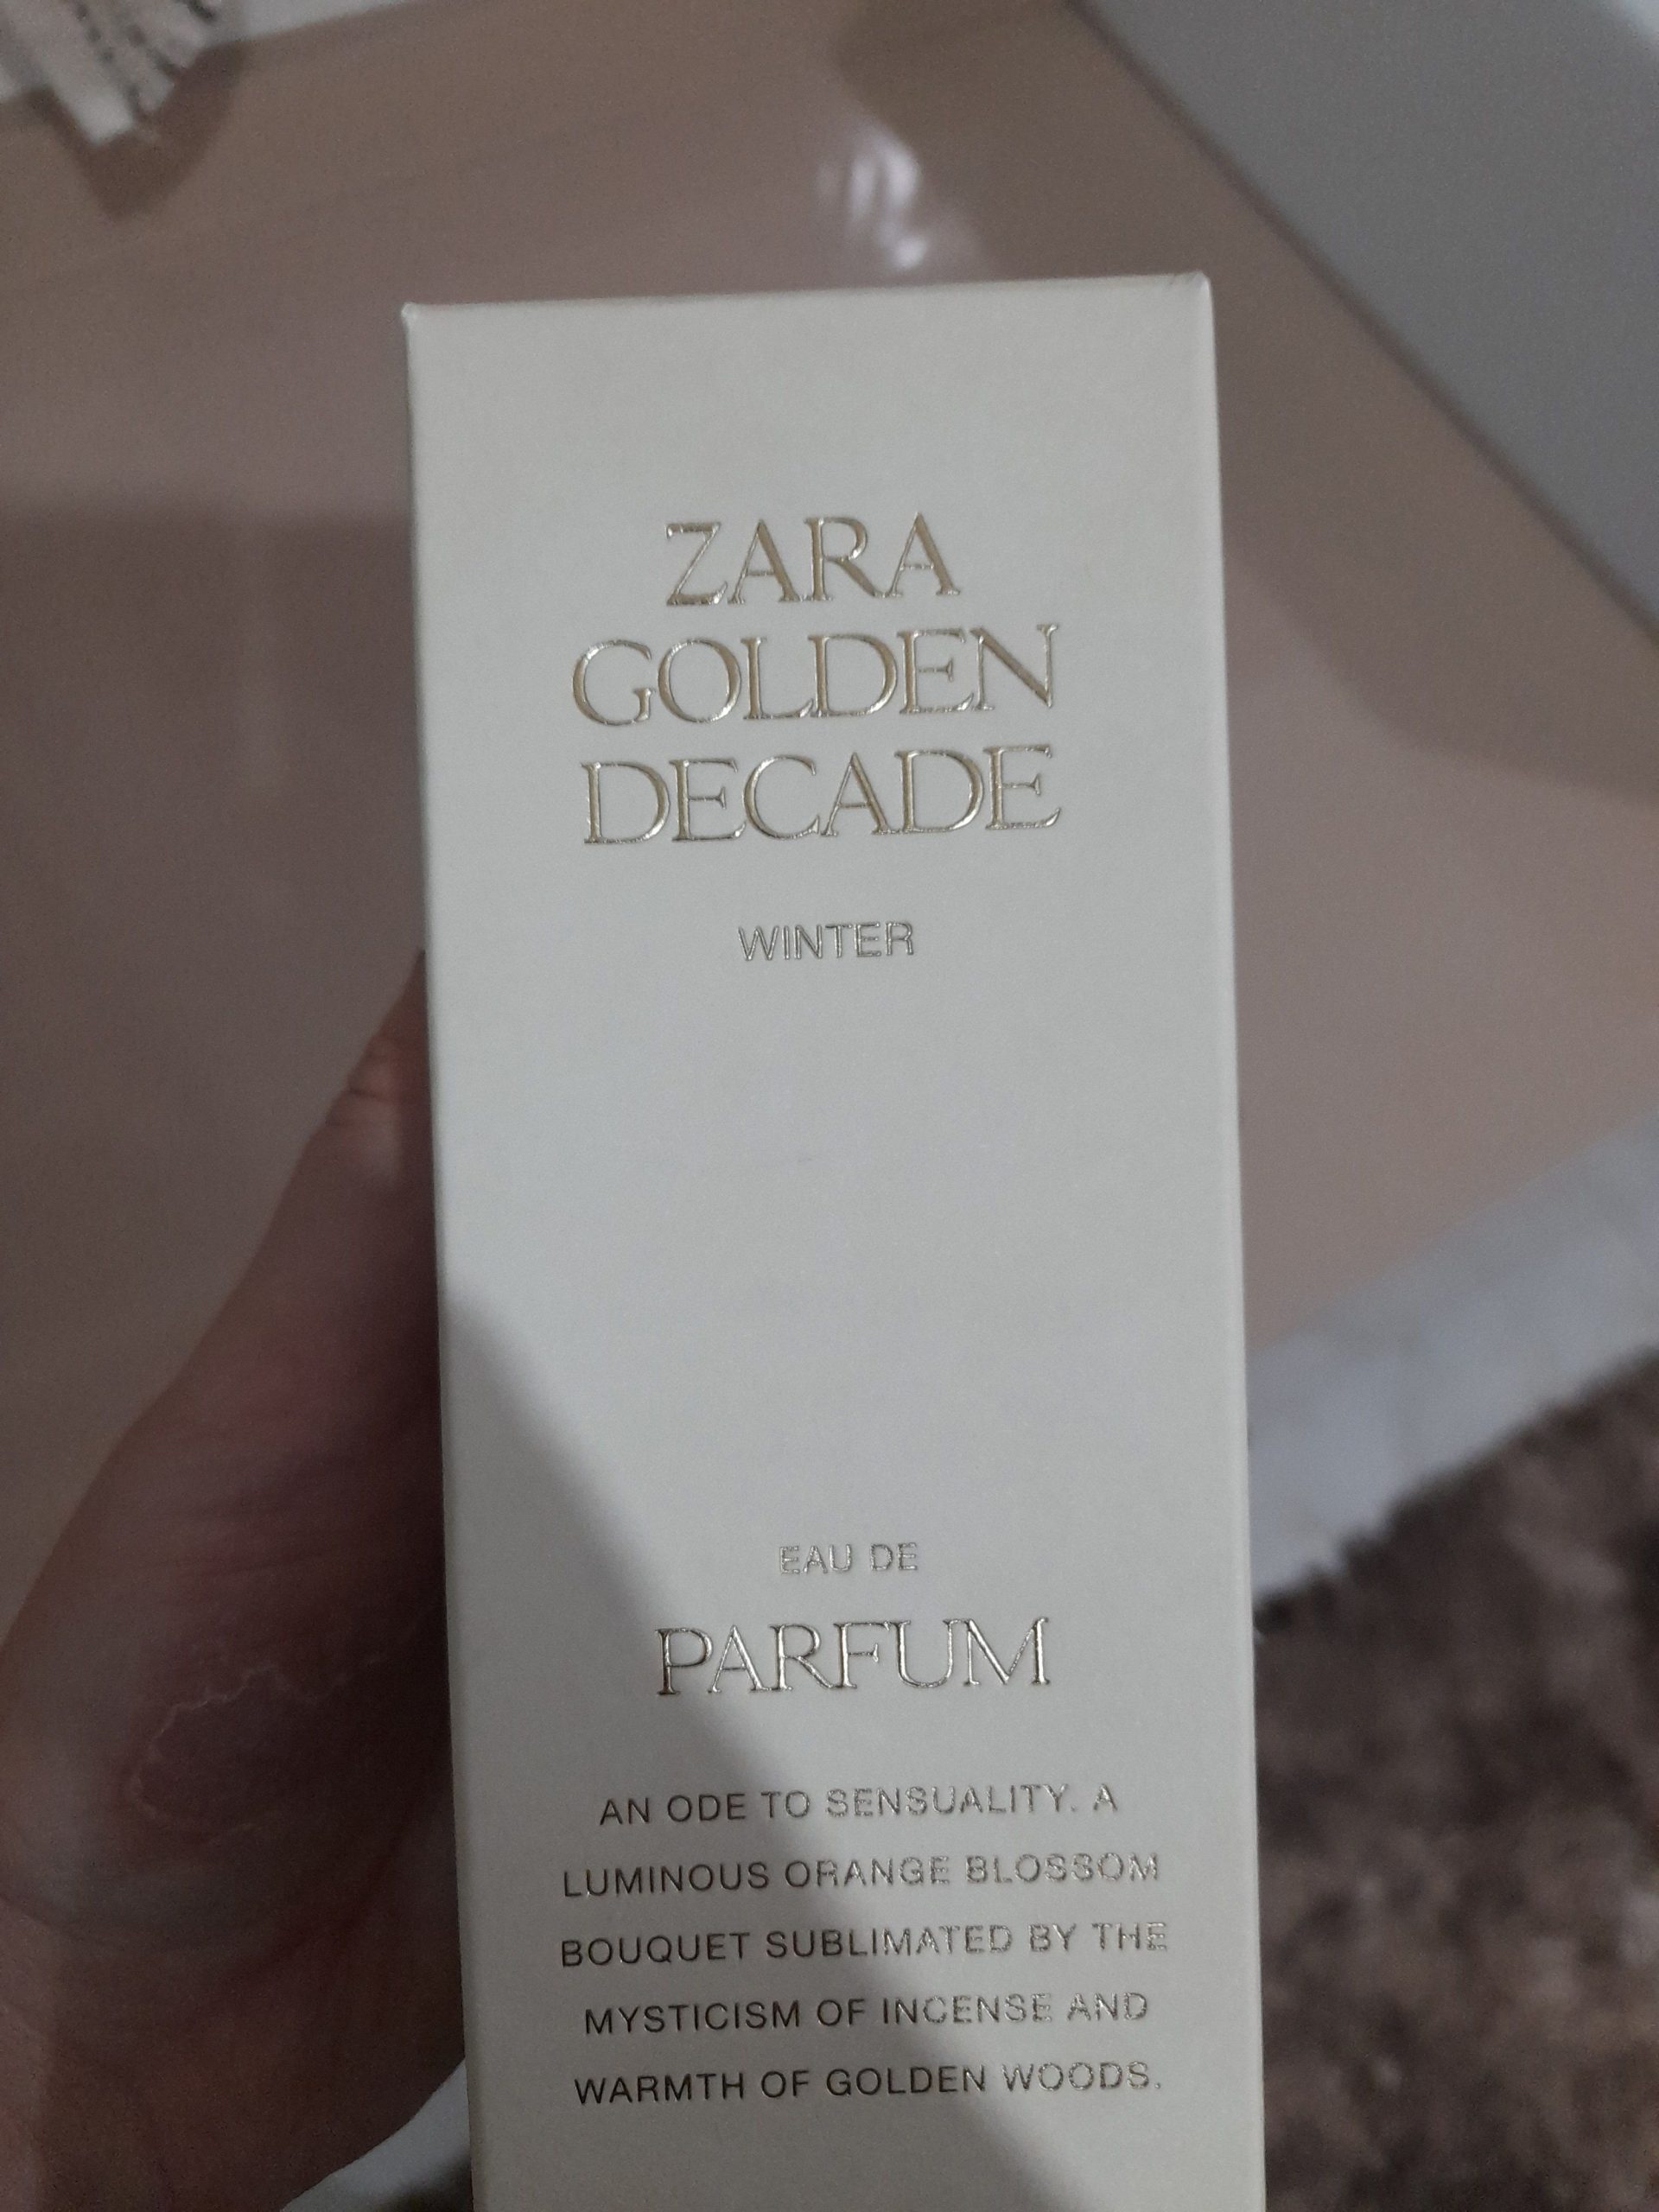 ZARA
GOLDEN
DECADE
WINTER
EAU DE
PARFUM
AN ODE TO SENSUALITY. A
LUMINOUS ORANGE BLOSSOM
BOUQUET SUBLIMATED BY THE
MYSTICISM OF INCENSE AND
WARMTH OF GOLDEN WOODS.